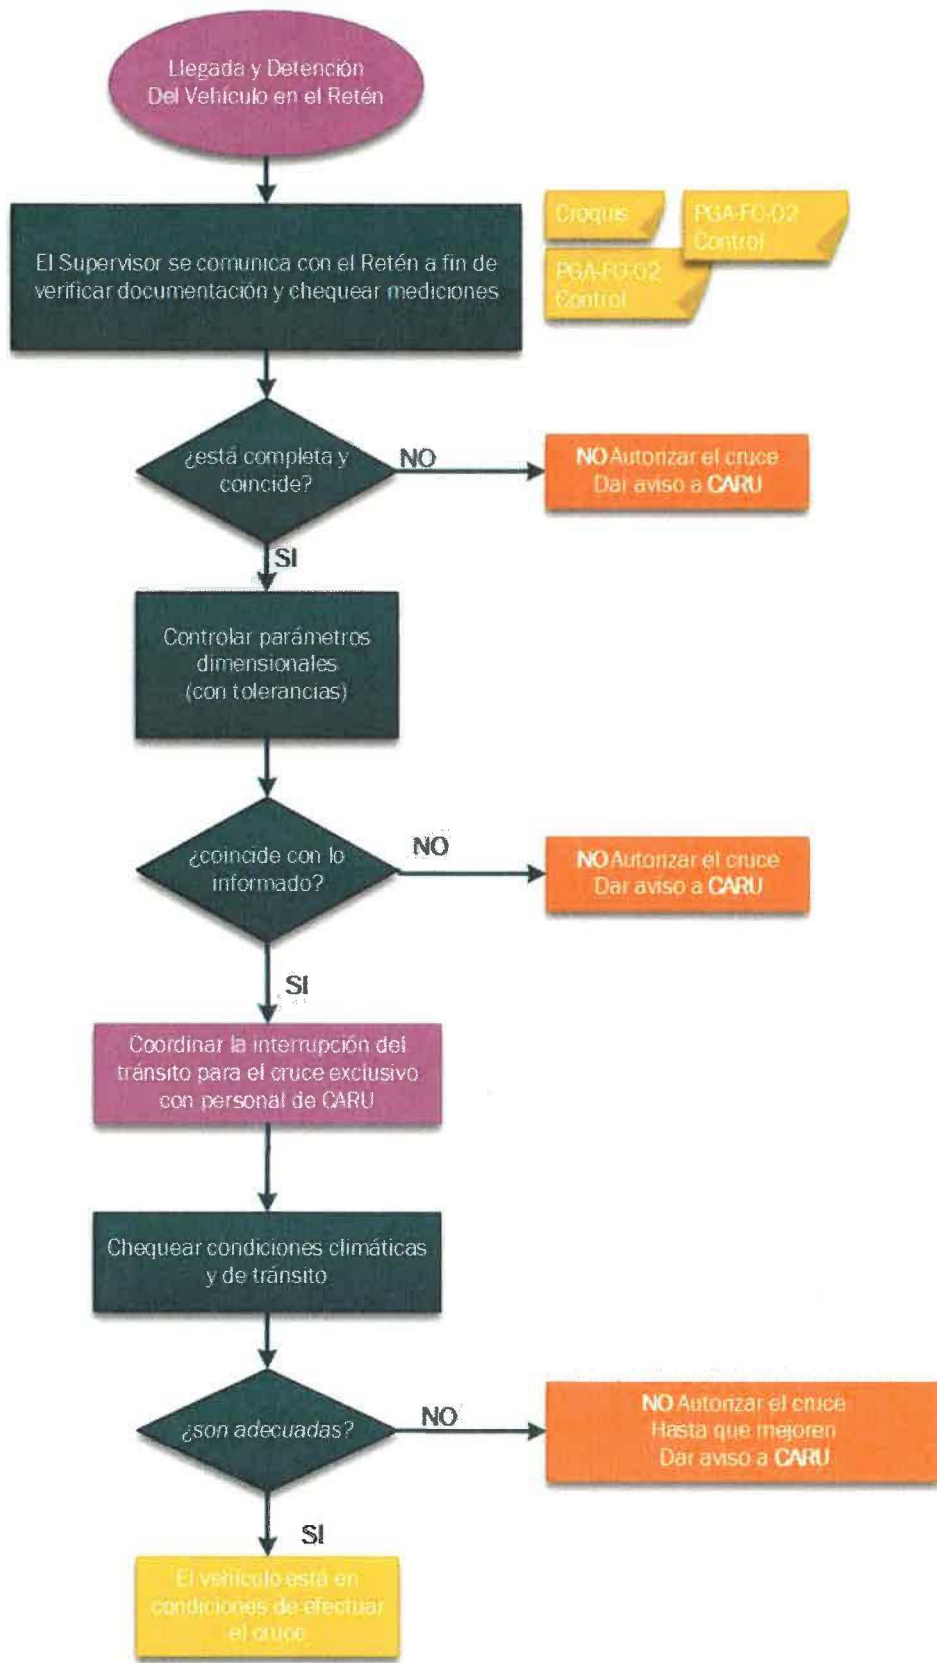 Llegada y Detención
Del Vehículo en el Retén
El Supervisor se comunica con el Retén a fin de
verificar documentación y chequear mediciones
Croquis
PGA-FO-02
Control
PGA-FO-02
Control
¿está completa y
coincide?
NO
NO Autorizar el cruce
Dar aviso a CARU
SI
Controlar parámetros
dimensionales
(con tolerancias)
¿coincide con lo
informado?
NO
NO Autorizar el cruce
Dar aviso a CARU
SI
Coordinar la interrupción del
tránsito para el cruce exclusivo
con personal de CARU
Chequear condiciones climáticas
y de tránsito
¿son adecuadas?
NO
NO Autorizar el cruce
Hasta que mejoren
Dar aviso a CARU
SI
El vehículo está en
condiciones de efectuar
el cruce